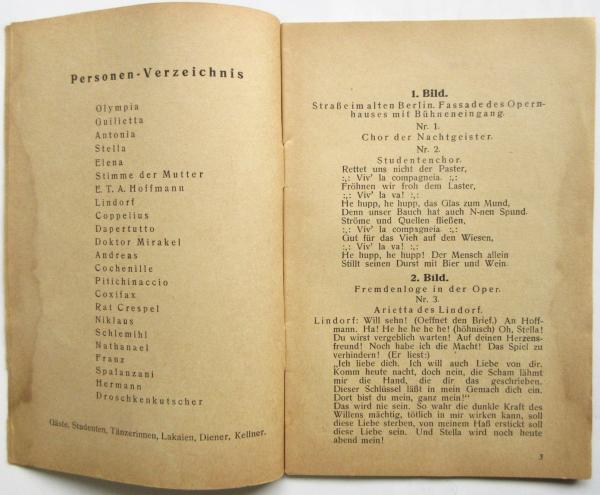 Personen-Verzeichnis
Olympia
Guilietta
Antonia
Stella
Elena
Stimme der Mutter
E. T. A. Hoffmann
Lindorf
Coppelius
Dapertutto
Doktor Mirakel
Andreas
Cochenille
Pitichinaccio
Coxifax
Rat Crespel
Niklaus
Schlemihl
Nathanael
Franz
Spalanzani
Hermann
Droschkenkutscher
Gäste, Studenten, Tänzerinnen, Lakaien, Diener, Kellner.
1. Bild.
Straße im alten Berlin. Fassade des Opern-
hauses mit Bühneneingang.
Nr. 1.
Chor der Nachtgeister.
Nr. 2.
Studentenchor.
Rettet uns nicht der Paster,
:,: Viv' la compagneia. :,:
Fröhnen wir froh dem Laster,
:,: Viv' la va! :,:
He hupp, he hupp, das Glas zum Mund,
Denn unser Bauch hat auch N-nen Spund.
Ströme und Quellen fließen,
:,: Viv' la compagneia. :,:
Gut für das Vieh auf den Wiesen,
:,: Viv' la va! :,:
He hupp, he hupp! Der Mensch allein
Stillt seinen Durst mit Bier und Wein.
2. Bild.
Fremdenloge in der Oper.
Nr. 3.
Arietta des Lindorf.
Lindorf: Will sehn! (Oeffnet den Brief.) An Hoff-
mann. Ha! He he he he he! (höhnisch) Oh, Stella!
Du wirst vergeblich warten! Auf deinen Herzens-
freund! Noch habe ich die Macht! Das Spiel zu
verhindern! (Er liest:)
„Ich liebe dich. Ich will auch Liebe von dir.
Komm heute nacht, doch nein, die Scham lähmt
mir die Hand, die dir das geschrieben.
Dieser Schlüssel läßt in mein Gemach dich ein.
Dort bist du mein, ganz mein!"
Das wird nie sein. So wahr die dunkle Kraft des
Willens mächtig, tötlich in mir wirken kann, soll
diese Liebe sterben, von meinem Haß erstickt soll
diese Liebe sein. Und Stella wird noch heute
abend mein!
3